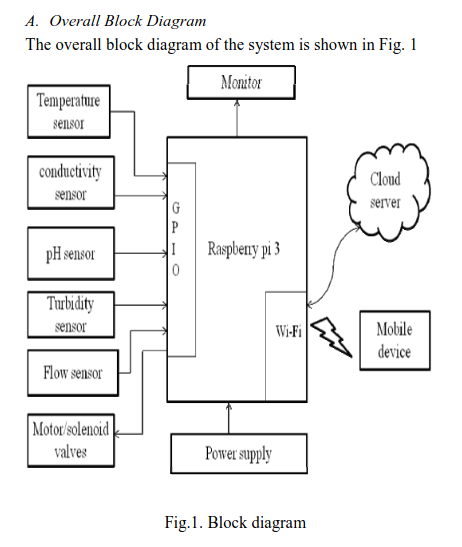 A. Overall Block Diagram
The overall block diagram of the system is shown in Fig. 1
Monitor
Temperature
sensor
conductivity
sensor
pH sensor
Turbidity
sensor
Flow sensor
Motor/solenoid
valves
G
P
I
O
Raspberry pi 3
Wi-Fi
Cloud
server
Mobile
device
Power supply
Fig.1. Block diagram